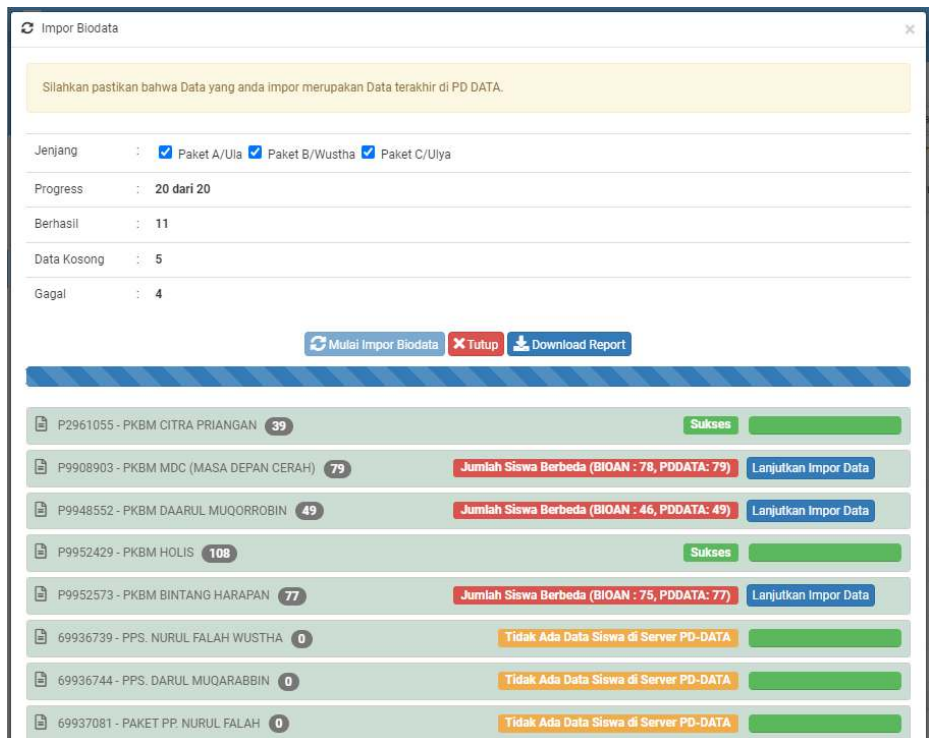 Impor Biodata
Silahkan pastikan bahwa Data yang anda impor merupakan Data terakhir di PD DATA.
Jenjang : Paket A/Ula Paket B/Wustha Paket C/Ulya
Progress : 20 dari 20
Berhasil : 11
Data Kosong : 5
Gagal : 4
Mulai Impor Biodata Tutup Download Report
P2961055 - PKBM CITRA PRIANGAN 39 Sukses
P9908903 - PKBM MDC (MASA DEPAN CERAH) 79 Jumlah Siswa Berbeda (BIOAN : 78, PDDATA: 79) Lanjutkan Impor Data
P9948552 - PKBM DAARUL MUQORROBIN 49 Jumlah Siswa Berbeda (BIOAN : 46, PDDATA: 49) Lanjutkan Impor Data
P9952429 - PKBM HOLIS 108 Sukses
P9952573 - PKBM BINTANG HARAPAN 77 Jumlah Siswa Berbeda (BIOAN : 75, PDDATA: 77) Lanjutkan Impor Data
69936739 - PPS. NURUL FALAH WUSTHA 0 Tidak Ada Data Siswa di Server PD-DATA
69936744 - PPS. DARUL MUQARABBIN 0 Tidak Ada Data Siswa di Server PD-DATA
69937081 - PAKET PP. NURUL FALAH 0 Tidak Ada Data Siswa di Server PD-DATA